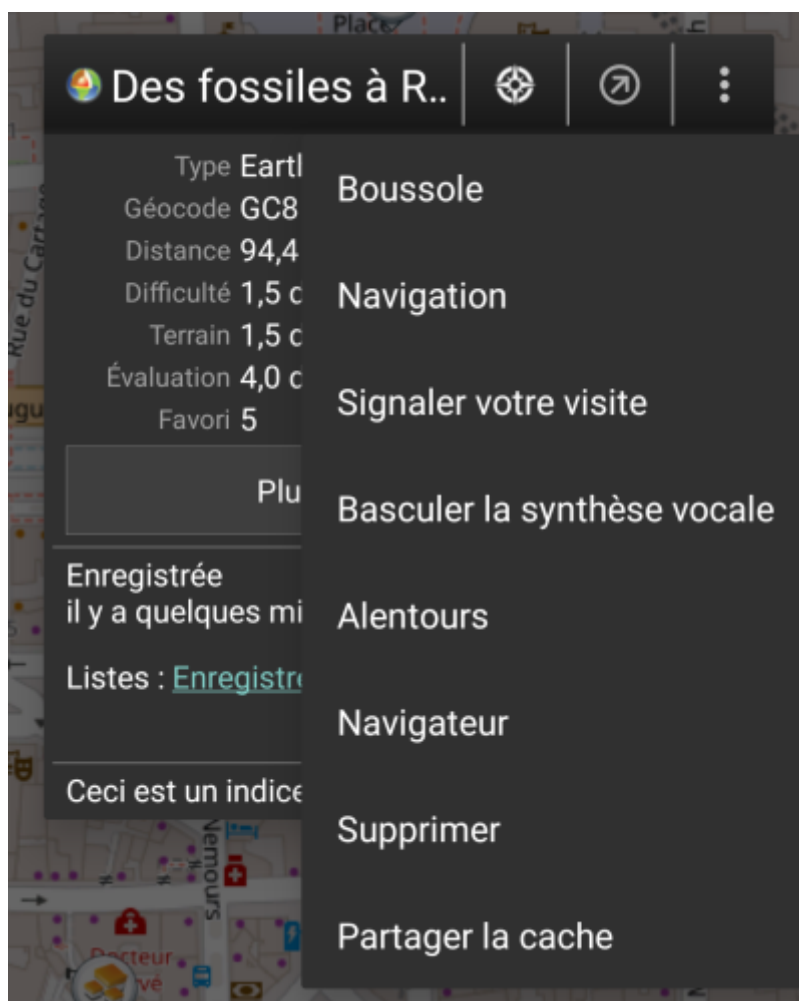 Place
Des fossiles à R..
Type Eartl
Géocode GC8
Distance 94,4
Difficulté 1,5 d
Terrain 1,5 d
Évaluation 4,0 d
Favori 5
Plu
Enregistrée
il y a quelques mi
Listes : Enregistre
Ceci est un indice
Boussole
Navigation
Signaler votre visite
Basculer la synthèse vocale
Alentours
Navigateur
Supprimer
Partager la cache
Rue du Cartage
Nemours
Docteur